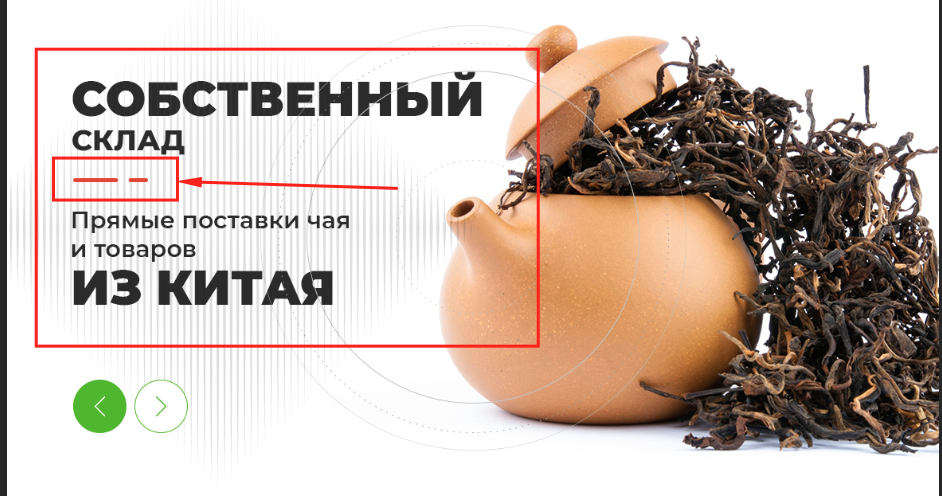 СОБСТВЕННЫЙ
СКЛАД
Прямые поставки чая
и товаров
ИЗ КИТАЯ